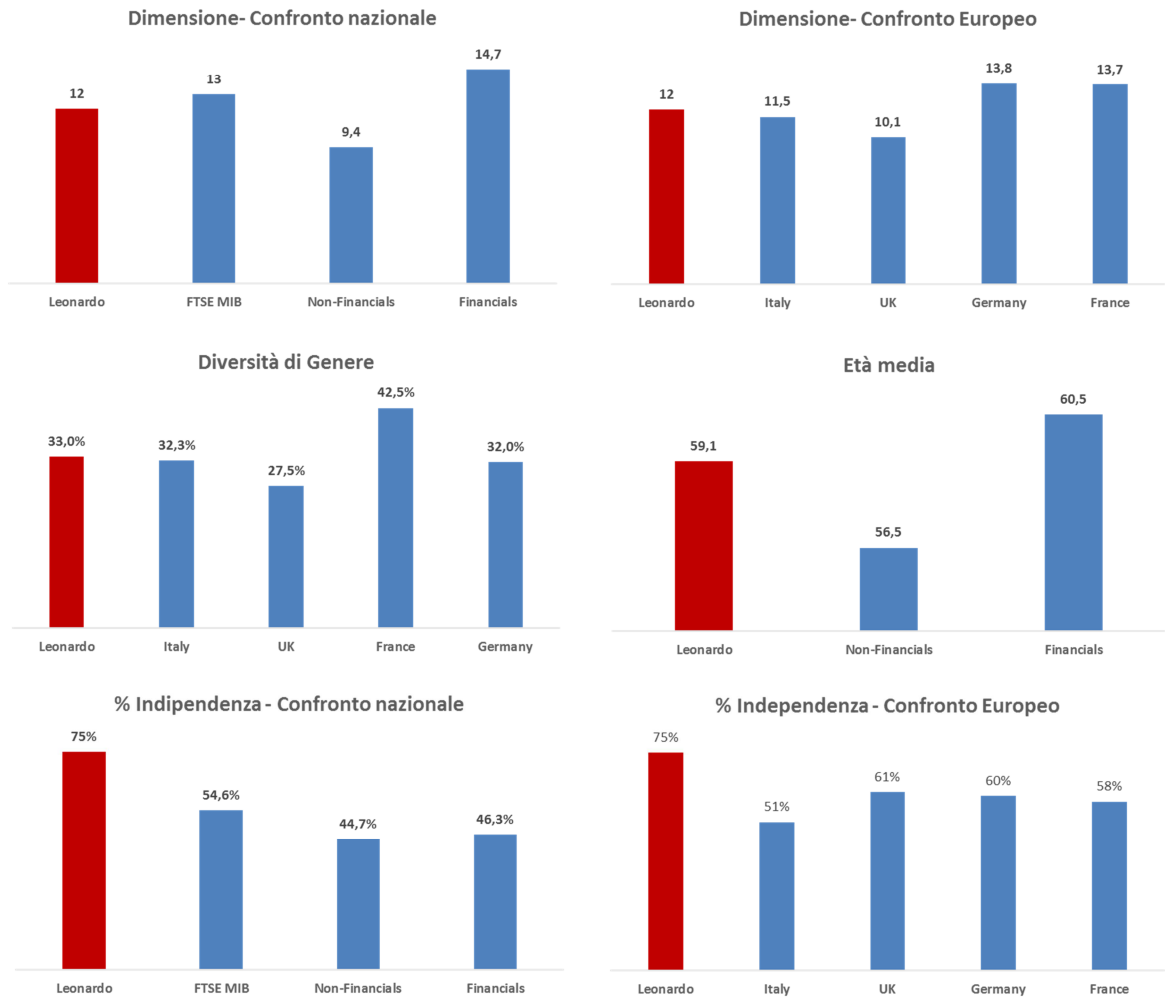 Dimensione- Confronto nazionale
12
13
9,4
14,7
Leonardo
FTSE MIB
Non-Financials
Financials
Dimensione- Confronto Europeo
12
11,5
10,1
13,8
13,7
Leonardo
Italy
UK
Germany
France
Diversità di Genere
33,0%
32,3%
27,5%
42,5%
32,0%
Leonardo
Italy
UK
France
Germany
Età media
59,1
56,5
60,5
Leonardo
Non-Financials
Financials
% Indipendenza - Confronto nazionale
75%
54,6%
44,7%
46,3%
Leonardo
FTSE MIB
Non-Financials
Financials
% Independenza - Confronto Europeo
75%
51%
61%
60%
58%
Leonardo
Italy
UK
Germany
France